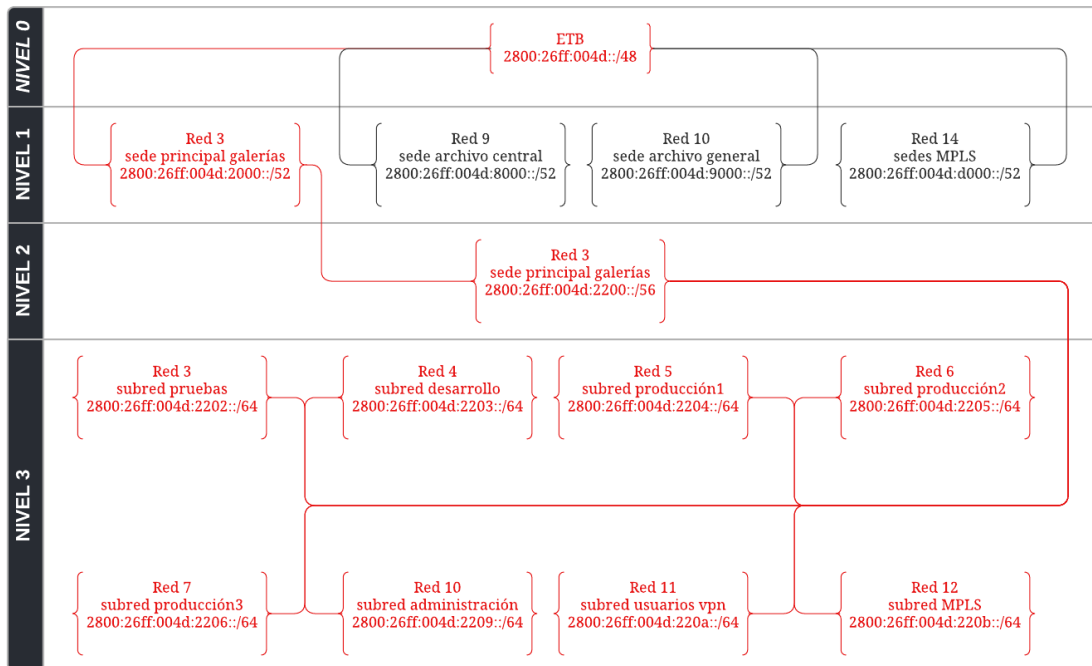 NIVEL 0
ETB
2800:26ff:004d::/48
NIVEL 1
Red 3
sede principal galerías
2800:26ff:004d:2000::/52
Red 9
sede archivo central
2800:26ff:004d:8000::/52
Red 10
sede archivo general
2800:26ff:004d:9000::/52
Red 14
sedes MPLS
2800:26ff:004d:d000::/52
NIVEL 2
Red 3
sede principal galerías
2800:26ff:004d:2200::/56
NIVEL 3
Red 3
subred pruebas
2800:26ff:004d:2202::/64
Red 4
subred desarrollo
2800:26ff:004d:2203::/64
Red 5
subred producción1
2800:26ff:004d:2204::/64
Red 6
subred producción2
2800:26ff:004d:2205::/64
Red 7
subred producción3
2800:26ff:004d:2206::/64
Red 10
subred administración
2800:26ff:004d:2209::/64
Red 11
subred usuarios vpn
2800:26ff:004d:220a::/64
Red 12
subred MPLS
2800:26ff:004d:220b::/64